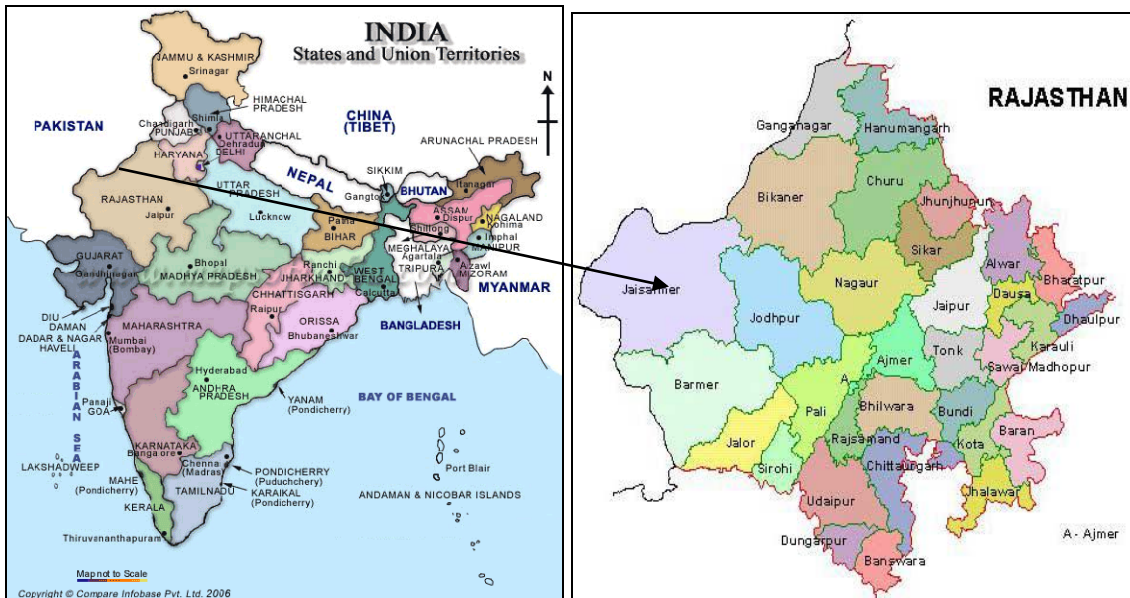 INDIA
States and Union Territories
N
JAMMU & KASHMIR
Srinagar
HIMACHAL
PRADESH
Shimla
Chandigarh
PUNJAB
PAKISTAN
CHINA
(TIBET)
UTTARANCHAL
Dehradun
HARYANA
DELHI
ARUNACHAL PRADESH
Itanagar
SIKKIM
Gangtok
NEPAL
BHUTAN
RAJASTHAN
Jaipur
UTTAR
PRADESH
Lucknow
Patna
BIHAR
ASSAM
Dispur
NAGALAND
Kohima
Shillong
MEGHALAYA
Imphal
MANIPUR
Agartala
TRIPURA
Azawl
MIZORAM
GUJARAT
Gandhinagar
Bhopal
MADHYA PRADESH
Ranchi
JHARKHAND
WEST
BENGAL
Calcutta
MYANMAR
CHHATTISGARH
Raipur
ORISSA
Bhubaneshwar
BANGLADESH
DIU
DAMAN
DADAR & NAGAR
HAVELI
MAHARASHTRA
Mumbai
(Bombay)
Hyderabad
ANDHRA
PRADESH
YANAM
(Pondicherry)
BAY OF BENGAL
ARABIAN SEA
Panaji
GOA
KARNATAKA
Bangaore
LAKSHADWEEP
MAHE
(Pondicherry)
Chenna
(Madras)
PONDICHERRY
(Puduchchery)
KARAIKAL
(Pondicherry)
TAMILNADU
KERALA
Thiruvananthapuram
Port Blair
ANDAMAN & NICOBAR ISLANDS
Map not to Scale
Copyright © Compare Infobase Pvt. Ltd. 2006
RAJASTHAN
Ganganagar
Hanumangarh
Bikaner
Churu
Jhunjhunun
Sikar
Alwar
Bharatpur
Jaisalmer
Nagaur
Jaipur
Dausa
Dhaulpur
Jodhpur
Karauli
Ajmer
Tonk
Sawai Madhopur
A
Barmer
Pali
Bhilwara
Bundi
Baran
Jalor
Rajsamand
Kota
Sirohi
Chittaurgarh
Jhalawar
Udaipur
Dungarpur
Banswara
A - Ajmer